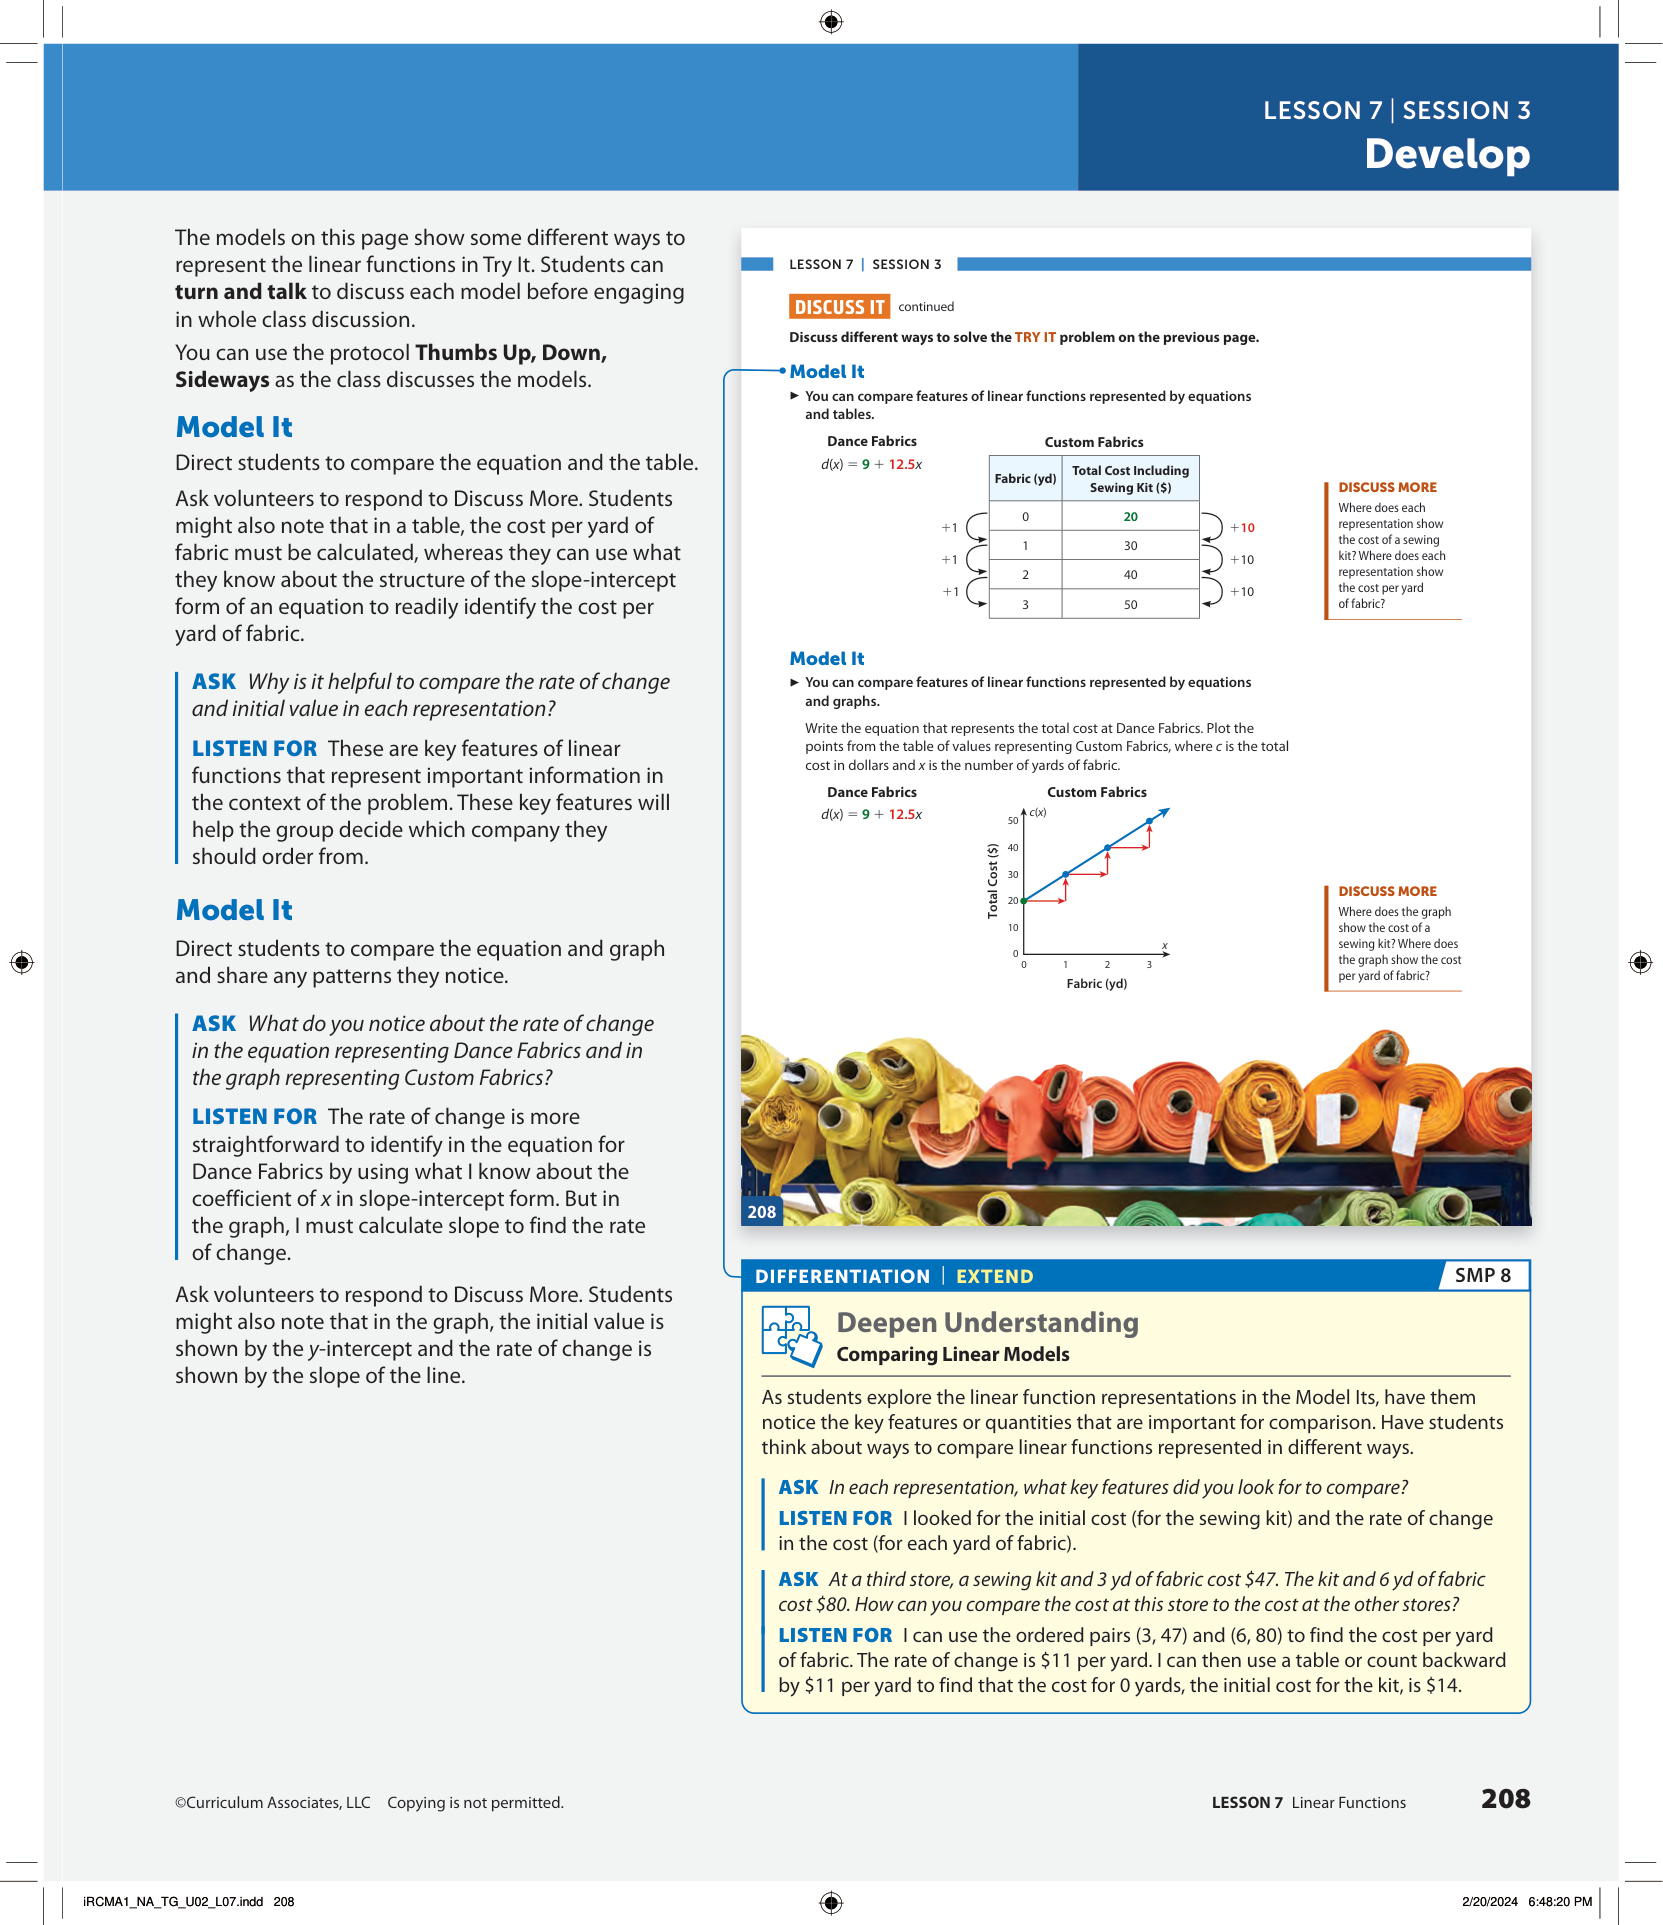 LESSON 7 | SESSION 3
Develop
The models on this page show some different ways to
represent the linear functions in Try It. Students can
turn and talk to discuss each model before engaging
in whole class discussion.
You can use the protocol Thumbs Up, Down,
Sideways as the class discusses the models.
Model It
Direct students to compare the equation and the table.
Ask volunteers to respond to Discuss More. Students
might also note that in a table, the cost per yard of
fabric must be calculated, whereas they can use what
they know about the structure of the slope-intercept
form of an equation to readily identify the cost per
yard of fabric.
ASK Why is it helpful to compare the rate of change
and initial value in each representation?
LISTEN FOR These are key features of linear
functions that represent important information in
the context of the problem. These key features will
help the group decide which company they
should order from.
Model It
Direct students to compare the equation and graph
and share any patterns they notice.
ASK What do you notice about the rate of change
in the equation representing Dance Fabrics and in
the graph representing Custom Fabrics?
LISTEN FOR The rate of change is more
straightforward to identify in the equation for
Dance Fabrics by using what I know about the
coefficient of x in slope-intercept form. But in
the graph, I must calculate slope to find the rate
of change.
Ask volunteers to respond to Discuss More. Students
might also note that in the graph, the initial value is
shown by the y-intercept and the rate of change is
shown by the slope of the line.
LESSON 7 | SESSION 3
DISCUSS IT continued
Discuss different ways to solve the TRY IT problem on the previous page.
Model It
► You can compare features of linear functions represented by equations
and tables.
Dance Fabrics
d(x) = 9 + 12.5x
Custom Fabrics
Fabric (yd) Total Cost Including
Sewing Kit ($)
0 20
1 30
2 40
3 50
+1 +10
+1 +10
+1 +10
DISCUSS MORE
Where does each
representation show
the cost of a sewing
kit? Where does each
representation show
the cost per yard
of fabric?
Model It
► You can compare features of linear functions represented by equations
and graphs.
Write the equation that represents the total cost at Dance Fabrics. Plot the
points from the table of values representing Custom Fabrics, where c is the total
cost in dollars and x is the number of yards of fabric.
Dance Fabrics
d(x) = 9 + 12.5x
Custom Fabrics
c(x)
50
40
30
20
10
0
Total Cost ($)
x
0 1 2 3
Fabric (yd)
DISCUSS MORE
Where does the graph
show the cost of a
sewing kit? Where does
the graph show the cost
per yard of fabric?
208
DIFFERENTIATION | EXTEND
SMP 8
Deepen Understanding
Comparing Linear Models
As students explore the linear function representations in the Model Its, have them
notice the key features or quantities that are important for comparison. Have students
think about ways to compare linear functions represented in different ways.
ASK In each representation, what key features did you look for to compare?
LISTEN FOR I looked for the initial cost (for the sewing kit) and the rate of change
in the cost (for each yard of fabric).
ASK At a third store, a sewing kit and 3 yd of fabric cost $47. The kit and 6 yd of fabric
cost $80. How can you compare the cost at this store to the cost at the other stores?
LISTEN FOR I can use the ordered pairs (3, 47) and (6, 80) to find the cost per yard
of fabric. The rate of change is $11 per yard. I can then use a table or count backward
by $11 per yard to find that the cost for 0 yards, the initial cost for the kit, is $14.
©Curriculum Associates, LLC Copying is not permitted.
LESSON 7 Linear Functions 208
iRCMA1_NA_TG_U02_L07.indd 208
2/20/2024 6:48:20 PM